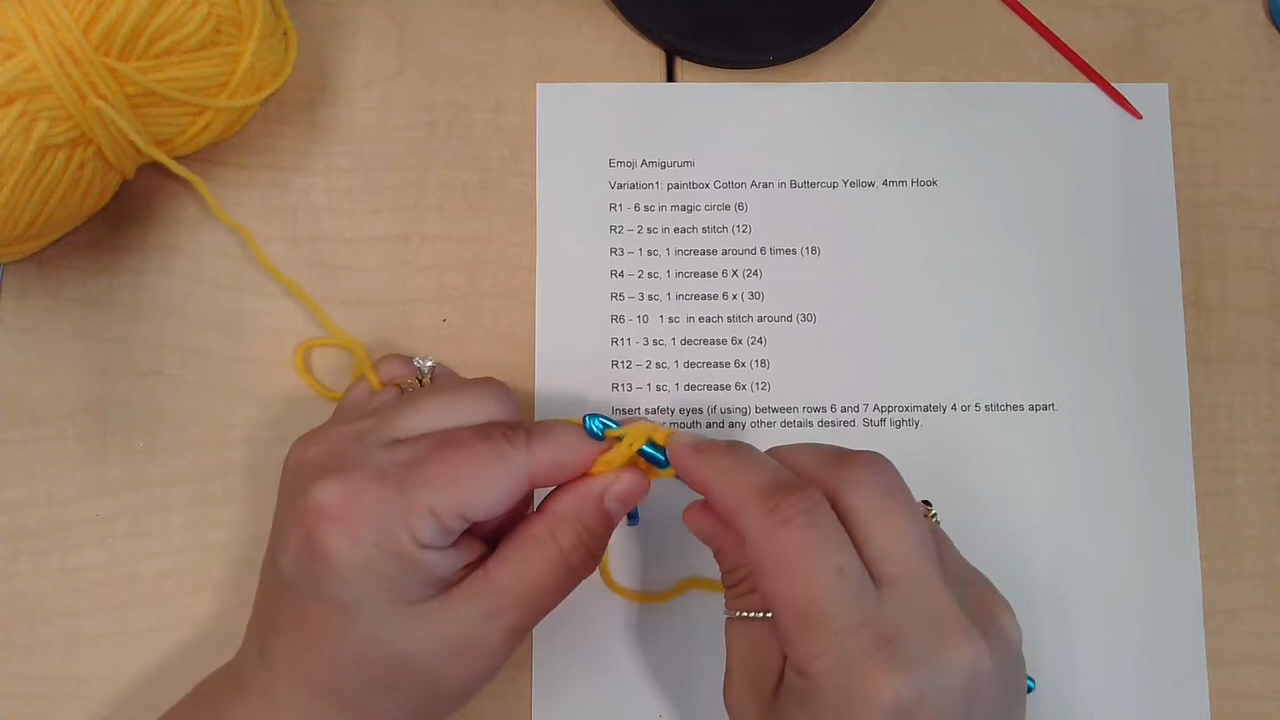 Emoji Amigurumi
Variation1: paintbox Cotton Aran in Buttercup Yellow, 4mm Hook
R1 - 6 sc in magic circle (6)
R2 – 2 sc in each stitch (12)
R3 – 1 sc, 1 increase around 6 times (18)
R4 – 2 sc, 1 increase 6 X (24)
R5 – 3 sc, 1 increase 6 x ( 30)
R6 - 10 1 sc in each stitch around (30)
R11 - 3 sc, 1 decrease 6x (24)
R12 – 2 sc, 1 decrease 6x (18)
R13 – 1 sc, 1 decrease 6x (12)
Insert safety eyes (if using) between rows 6 and 7 Approximately 4 or 5 stitches apart.
mouth and any other details desired. Stuff lightly.